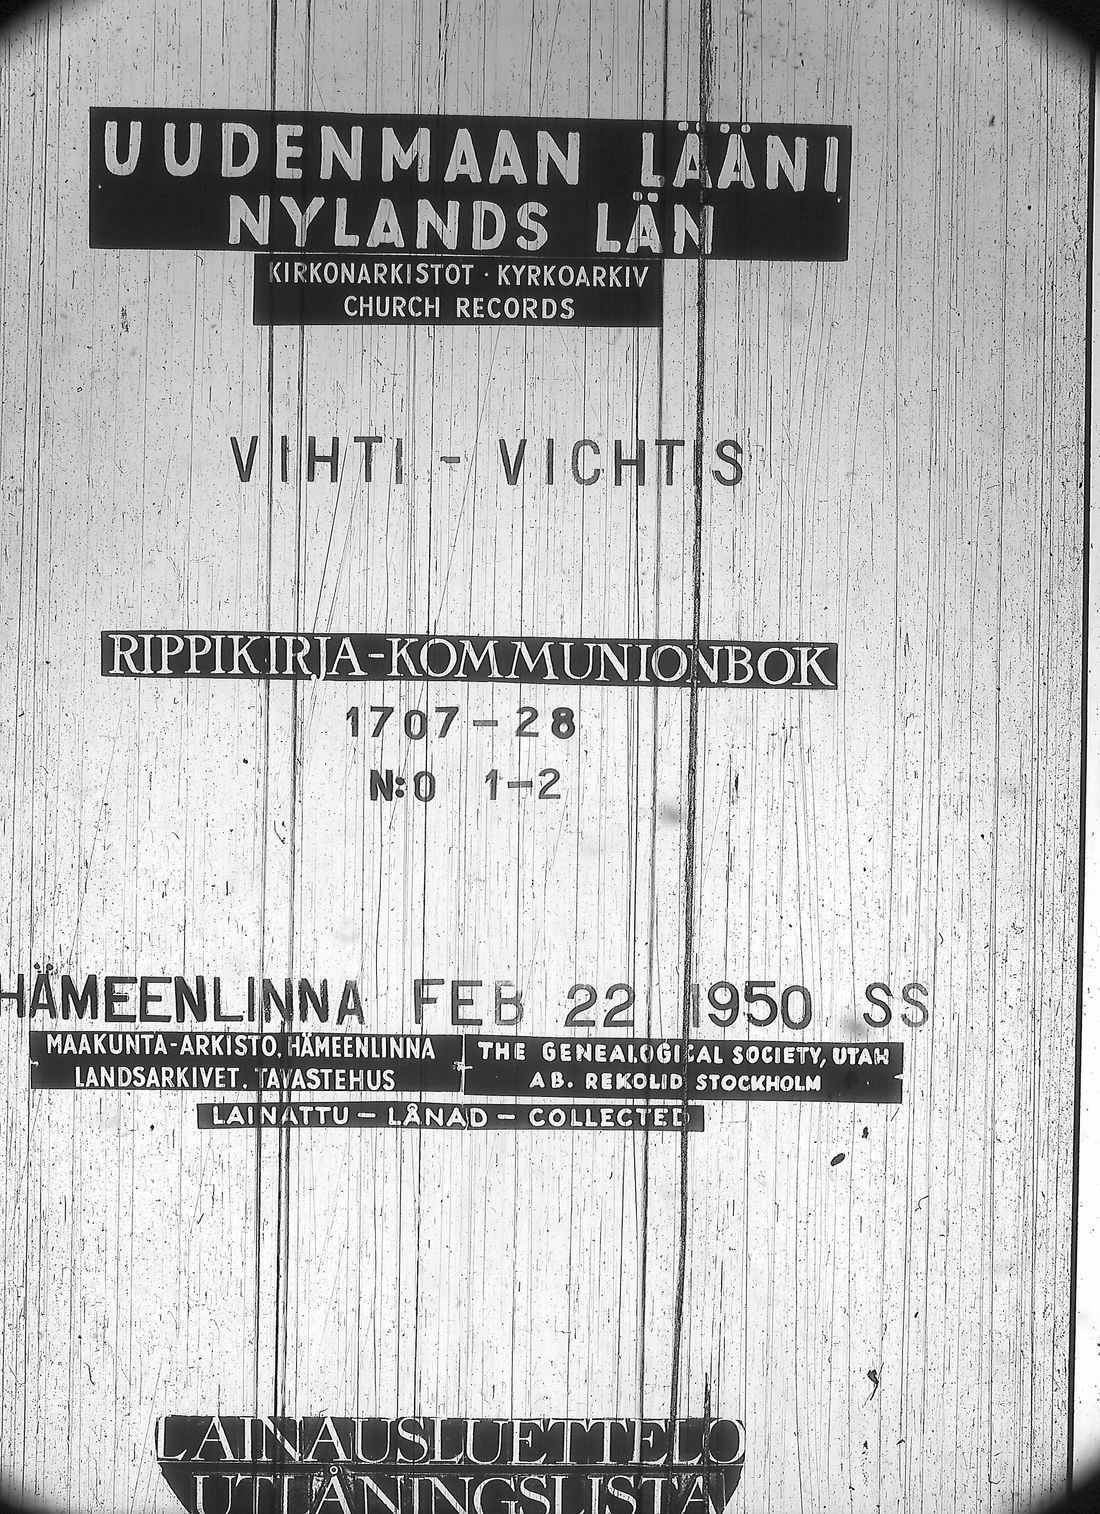 UUDENMAAN LÄÄNI
NYLANDS LÄN
KIRKONARKISTOT · KYRKOARKIV
CHURCH RECORDS
VIHTI - VICHTIS
RIPPIKIRJA-KOMMUNIONBOK
1707-28
N:0 1-2
HÄMEENLINNA FEB 22 1950 SS
MAAKUNTA-ARKISTO, HÄMEENLINNA
LANDSARKIVET, TAVASTEHUS
THE GENEALOGICAL SOCIETY, UTAH
AB. REKOLID STOCKHOLM
LAINATTU - LÅNAD - COLLECTED
LAINAUSLUETTELO
UTLÅNINGSLISTA